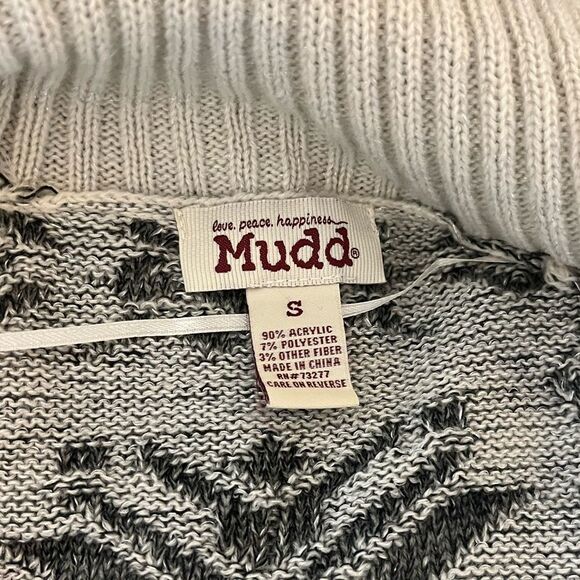 love. peace. happiness
Mudd®
S
90% ACRYLIC
7% POLYESTER
3% OTHER FIBER
MADE IN CHINA
RN#73277
CARE ON REVERSE